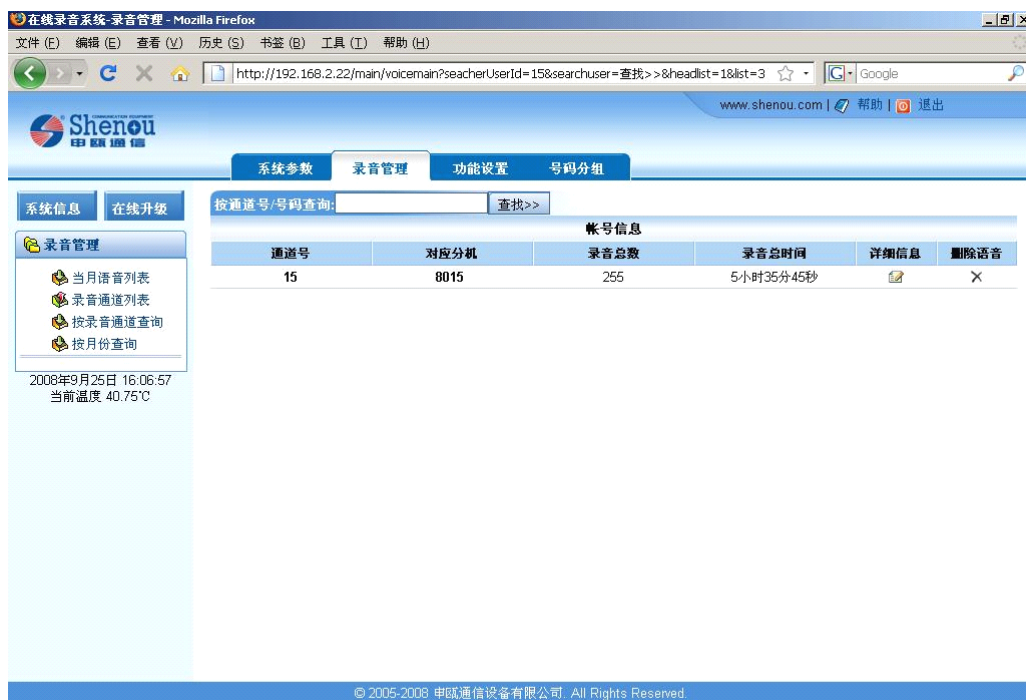 在线录音系统-录音管理 - Mozilla Firefox
文件 (F) 编辑 (E) 查看 (V) 历史 (S) 书签 (B) 工具 (T) 帮助 (H)
http://192.168.2.22/main/voicemain?seacherUserId=15&searchuser=查找>>&headlist=1&list=3
Google
www.shenou.com | 帮助 | 退出
Shenou
申瓯通信
系统参数 录音管理 功能设置 号码分组
系统信息 在线升级
按通道号/号码查询: 查找>>
帐号信息
录音管理
通道号 对应分机 录音总数 录音总时间 详细信息 删除语音
15 8015 255 5小时35分45秒
当月语音列表
录音通道列表
按录音通道查询
按月份查询
2008年9月25日 16:06:57
当前温度 40.75℃
© 2005-2008 申瓯通信设备有限公司. All Rights Reserved.